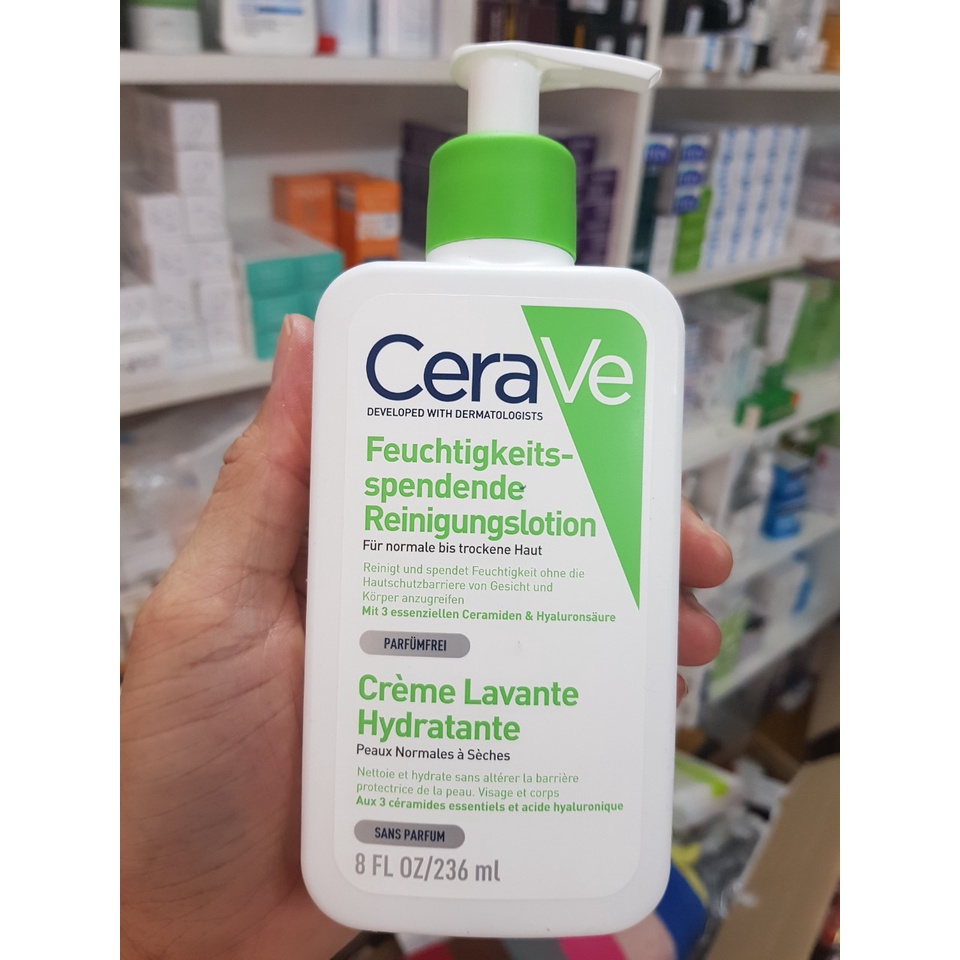 CeraVe
DEVELOPED WITH DERMATOLOGISTS
Feuchtigkeits-
spendende
Reinigungslotion
Für normale bis trockene Haut
Reinigt und spendet Feuchtigkeit ohne die
Hautschutzbarriere von Gesicht und
Körper anzugreifen
Mit 3 essenziellen Ceramiden & Hyaluronsäure
PARFÜMFREI
Crème Lavante
Hydratante
Peaux Normales à Sèches
Nettoie et hydrate sans altérer la barrière
protectrice de la peau. Visage et corps
Aux 3 céramides essentiels et acide hyaluronique
SANS PARFUM
8 FL OZ/236 ml